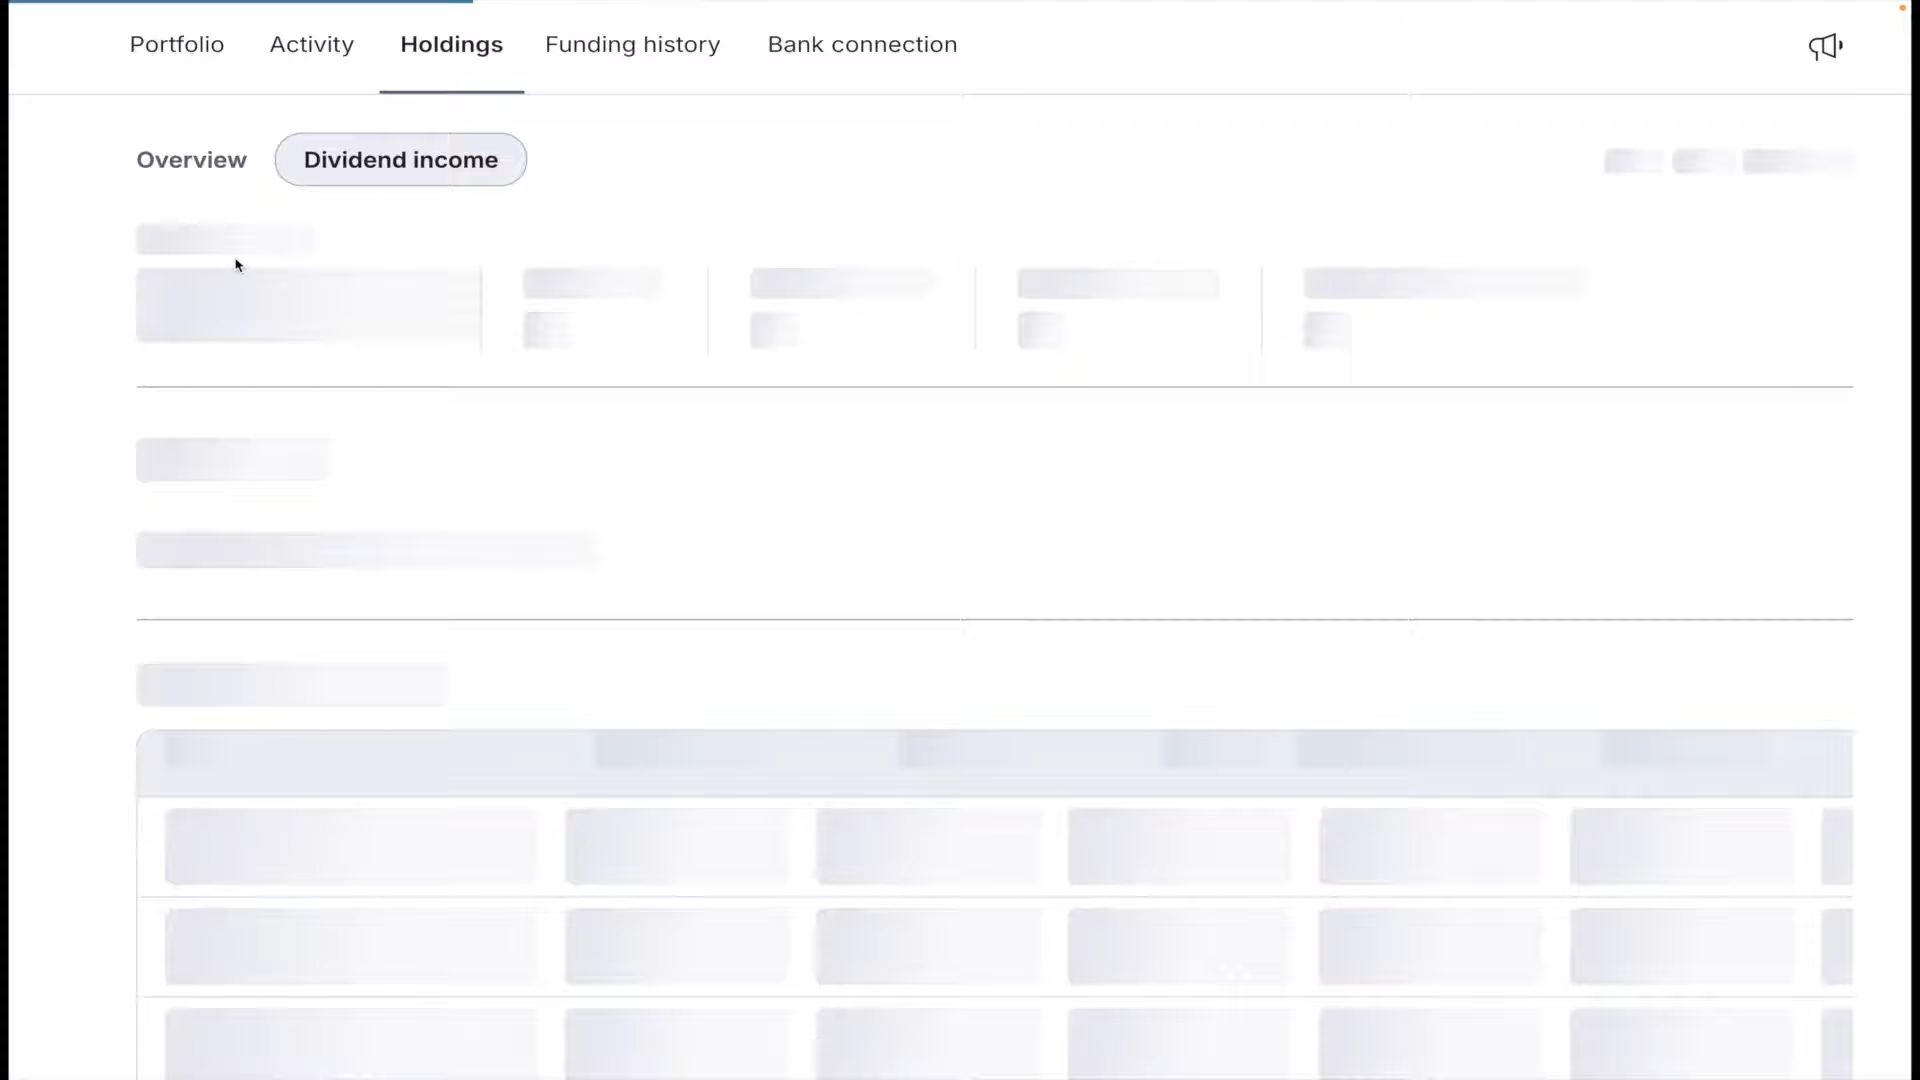 Portfolio Activity Holdings Funding history Bank connection
Overview Dividend income